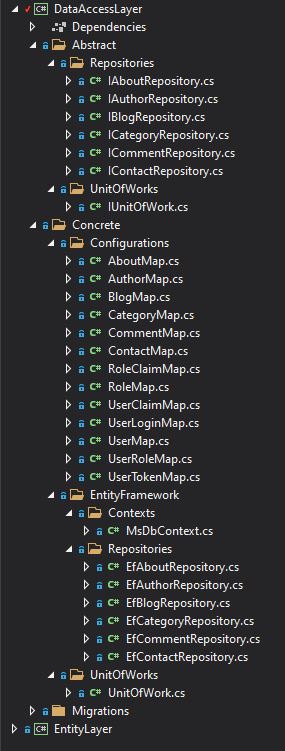 C# DataAccessLayer
Dependencies
Abstract
Repositories
C# IAboutRepository.cs
C# IAuthorRepository.cs
C# IBlogRepository.cs
C# ICategoryRepository.cs
C# ICommentRepository.cs
C# IContactRepository.cs
UnitOfWorks
C# IUnitOfWork.cs
Concrete
Configurations
C# AboutMap.cs
C# AuthorMap.cs
C# BlogMap.cs
C# CategoryMap.cs
C# CommentMap.cs
C# ContactMap.cs
C# RoleClaimMap.cs
C# RoleMap.cs
C# UserClaimMap.cs
C# UserLoginMap.cs
C# UserMap.cs
C# UserRoleMap.cs
C# UserTokenMap.cs
EntityFramework
Contexts
C# MsDbContext.cs
Repositories
C# EfAboutRepository.cs
C# EfAuthorRepository.cs
C# EfBlogRepository.cs
C# EfCategoryRepository.cs
C# EfCommentRepository.cs
C# EfContactRepository.cs
UnitOfWorks
C# UnitOfWork.cs
Migrations
C# EntityLayer